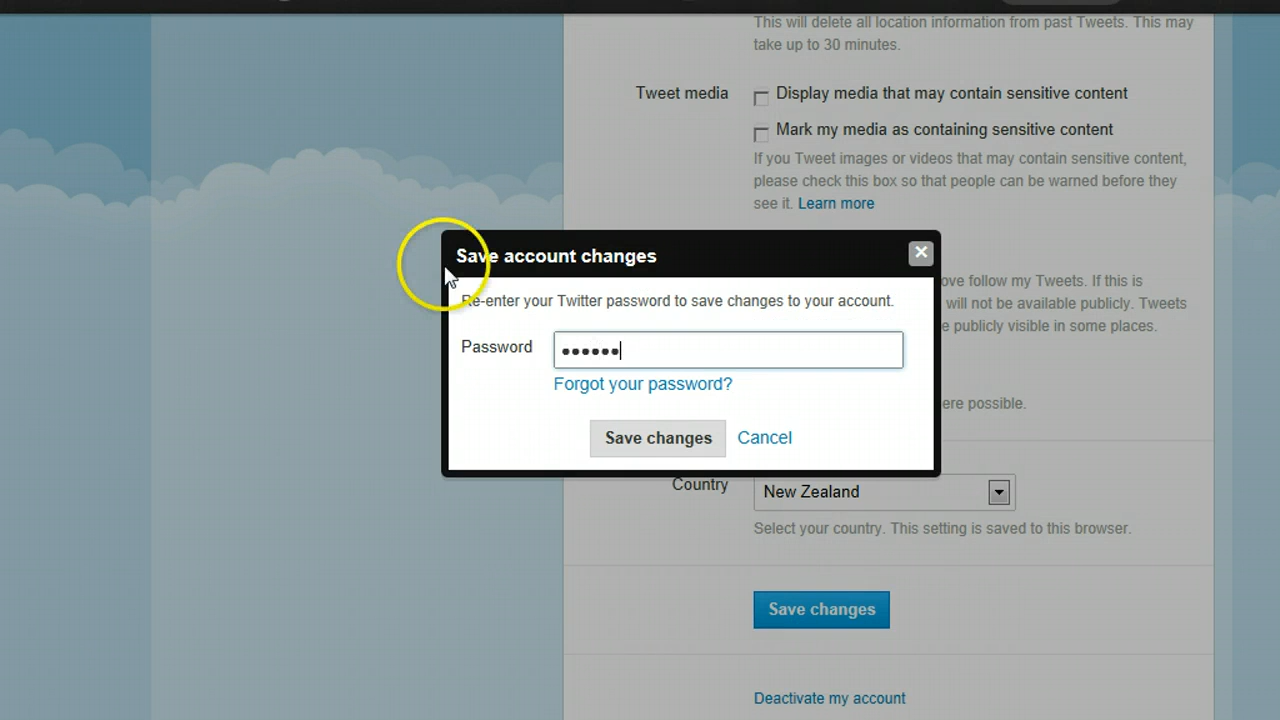 This will delete all location information from past Tweets. This may
take up to 30 minutes.
Tweet media
Display media that may contain sensitive content
Mark my media as containing sensitive content
If you Tweet images or videos that may contain sensitive content,
please check this box so that people can be warned before they
see it. Learn more
Save account changes
Re-enter your Twitter password to save changes to your account.
Password
Forgot your password?
Save changes Cancel
ove follow my Tweets. If this is
will not be available publicly. Tweets
e publicly visible in some places.
ere possible.
Country
New Zealand
Select your country. This setting is saved to this browser.
Save changes
Deactivate my account